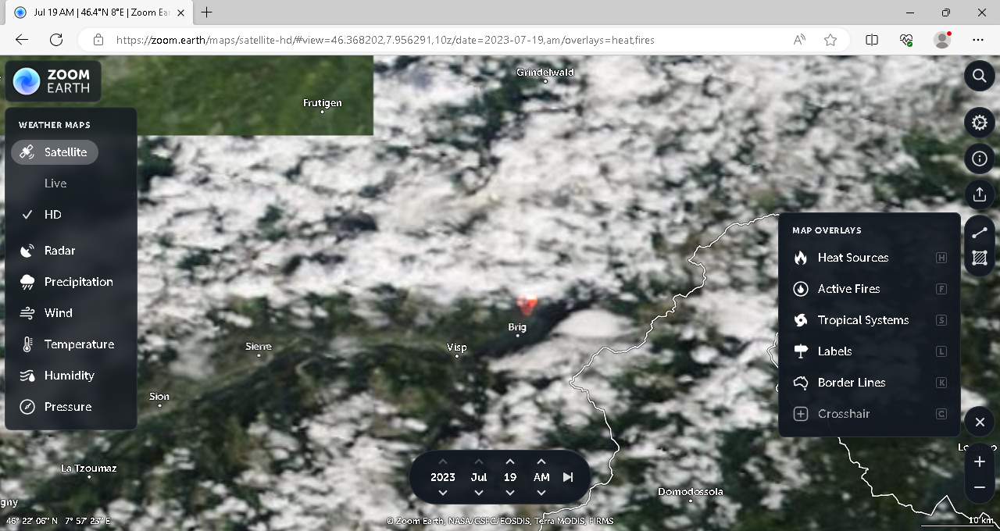 Jul 19 AM | 46.4°N 8°E | Zoom Ea
https://zoom.earth/maps/satellite-hd/#view=46.368202,7.956291,10z/date=2023-07-19,am/overlays=heat,fires
ZOOM
EARTH
WEATHER MAPS
Satellite
Live
HD
Radar
Precipitation
Wind
Temperature
Humidity
Pressure
Grindelwald
Frutigen
Brig
Sierre
Visp
Sion
La Tzoumaz
gny
Domodossola
MAP OVERLAYS
Heat Sources H
Active Fires F
Tropical Systems S
Labels L
Border Lines K
Crosshair C
2023 Jul 19 AM
46° 22' 06" N 7° 57' 23" E
© Zoom Earth, NASA/GSFC/EOSDIS, Terra MODIS, FIRMS
10 km